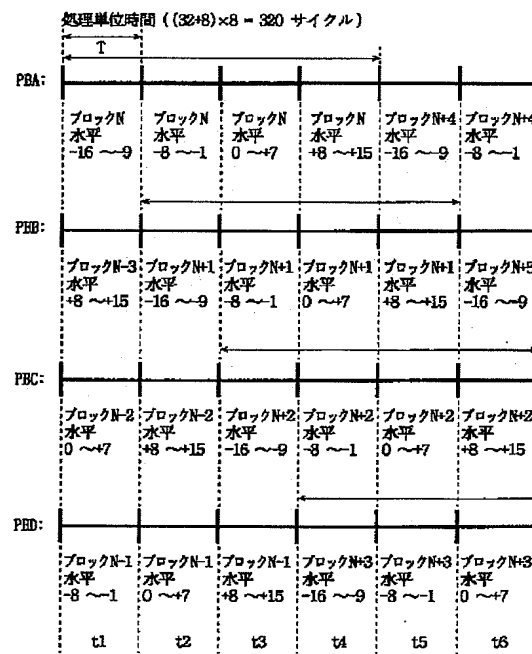 処理単位時間 ((32+8)×8 = 320 サイクル)
T
PBA:
ブロックN ブロックN ブロックN ブロックN ブロックN+4 ブロックN+4
水平 水平 水平 水平 水平 水平
-16 ～-9 -8 ～-1 0 ～+7 +8 ～+15 -16 ～-9 -8 ～-1
PBB:
ブロックN-3 ブロックN+1 ブロックN+1 ブロックN+1 ブロックN+1 ブロックN+5
水平 水平 水平 水平 水平 水平
+8 ～+15 -16 ～-9 -8 ～-1 0 ～+7 +8 ～+15 -16 ～-9
PBC:
ブロックN-2 ブロックN-2 ブロックN+2 ブロックN+2 ブロックN+2 ブロックN+2
水平 水平 水平 水平 水平 水平
0 ～+7 +8 ～+15 -16 ～-9 -8 ～-1 0 ～+7 +8 ～+15
PBD:
ブロックN-1 ブロックN-1 ブロックN-1 ブロックN+3 ブロックN+3 ブロックN+3
水平 水平 水平 水平 水平 水平
-8 ～-1 0 ～+7 +8 ～+15 -16 ～-9 -8 ～-1 0 ～+7
t1 t2 t3 t4 t5 t6